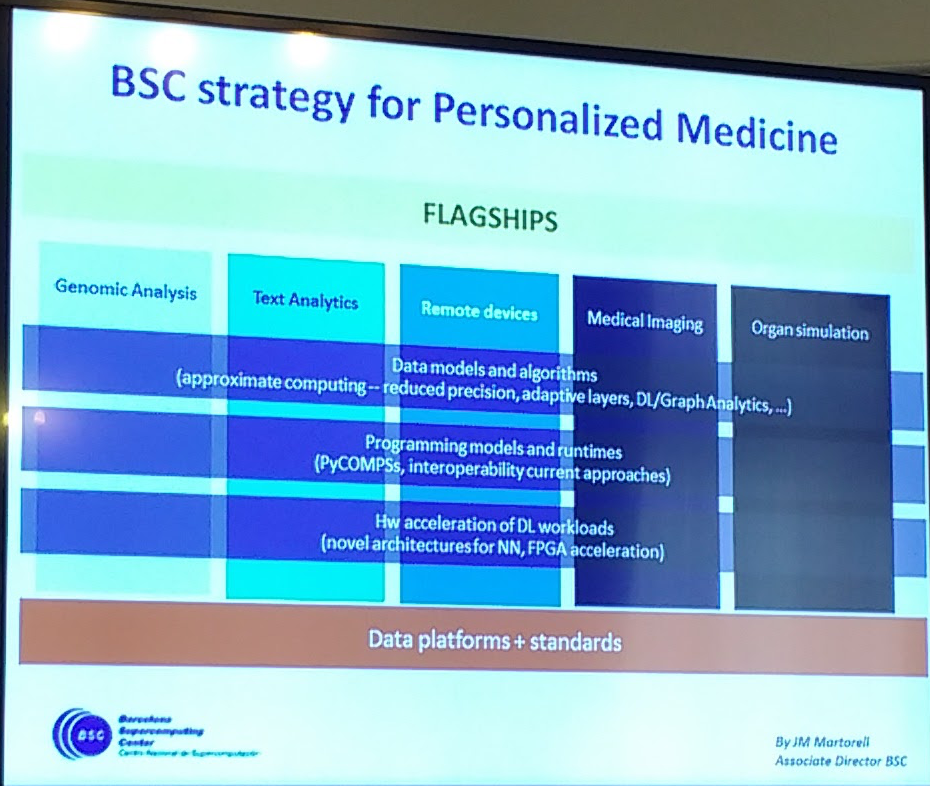 BSC strategy for Personalized Medicine
FLAGSHIPS
Genomic Analysis
Text Analytics
Remote devices
Medical Imaging
Organ simulation
Data models and algorithms
(approximate computing -- reduced precision, adaptive layers, DL/Graph Analytics, ...)
Programming models and runtimes
(PyCOMPSs, interoperability current approaches)
Hw acceleration of DL workloads
(novel architectures for NN, FPGA acceleration)
Data platforms + standards
BSC
Barcelona
Supercomputing
Center
Centro Nacional de Supercomputación
By JM Martorell
Associate Director BSC